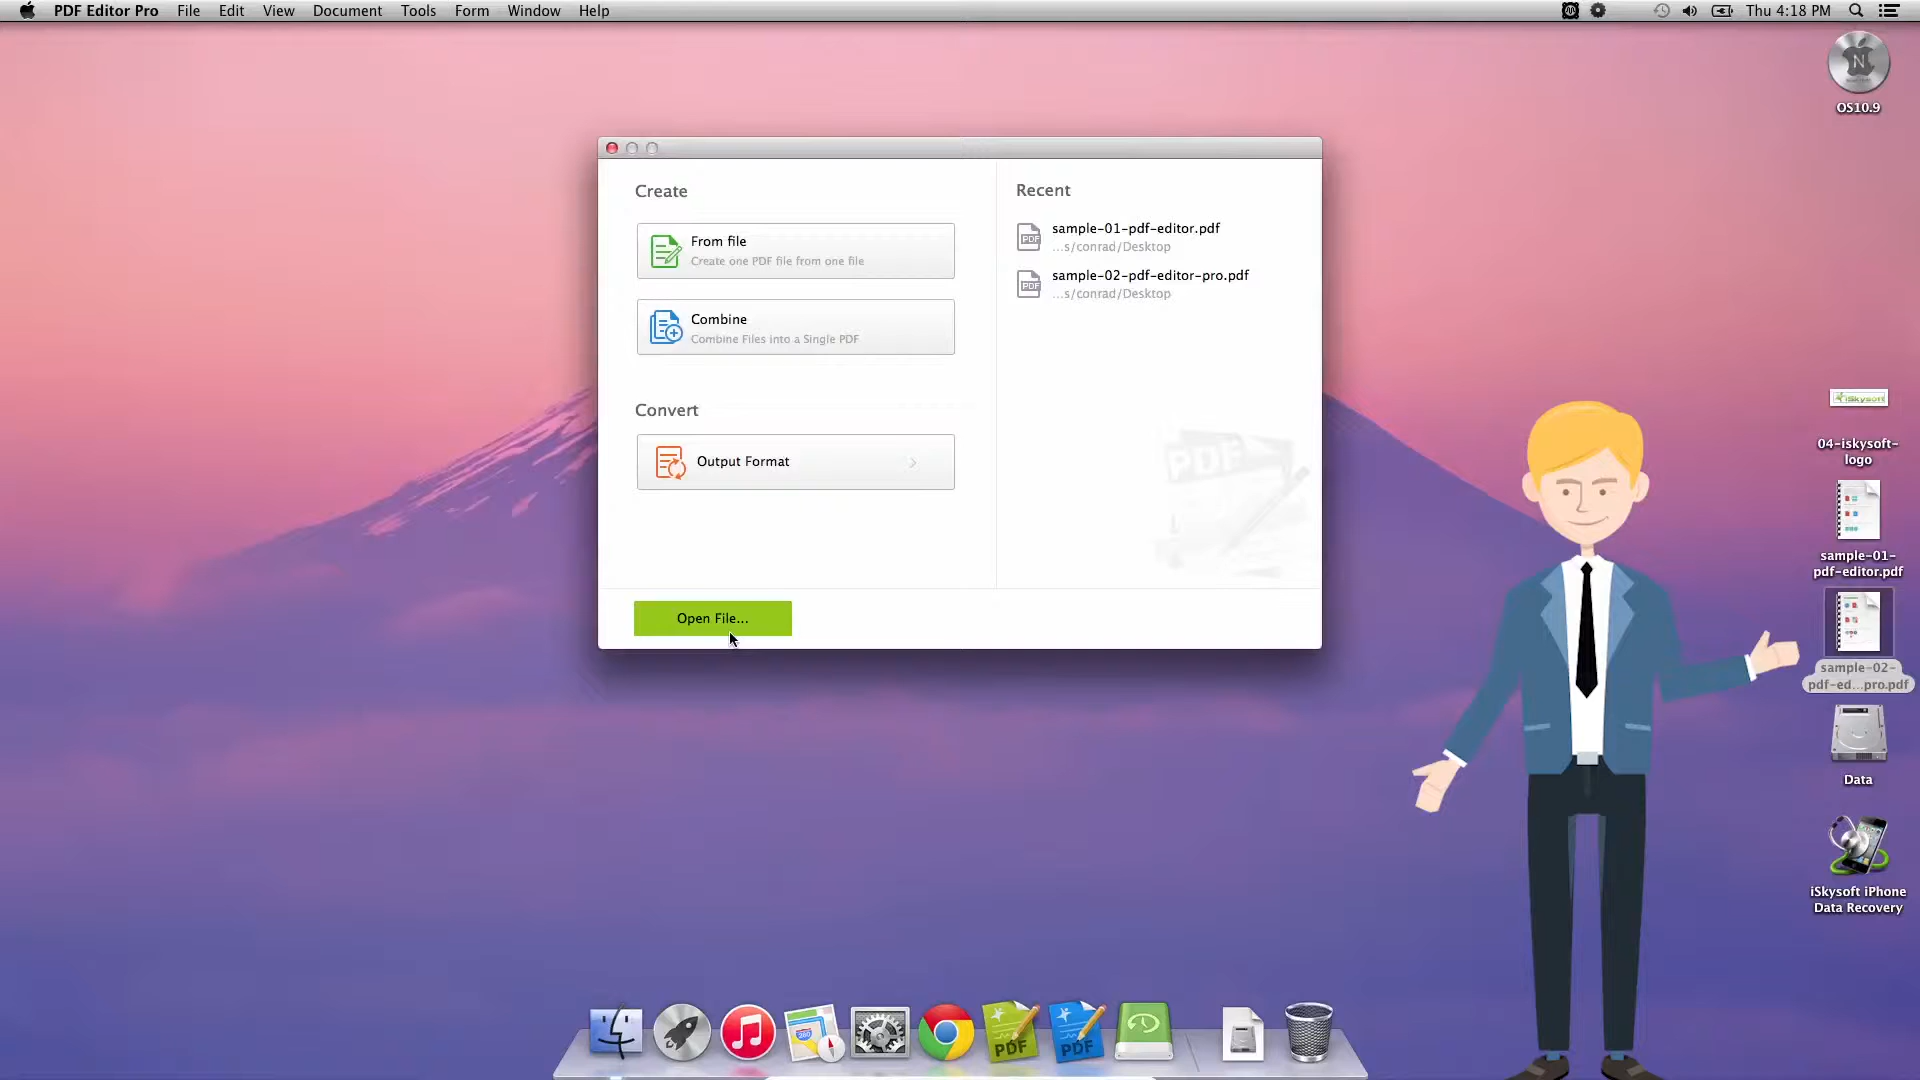 PDF Editor Pro File Edit View Document Tools Form Window Help Thu 4:18 PM
OS10.9
Create
From file
Create one PDF file from one file
Combine
Combine Files into a Single PDF
Convert
Output Format
Open File...
Recent
sample-01-pdf-editor.pdf
...s/conrad/Desktop
sample-02-pdf-editor-pro.pdf
...s/conrad/Desktop
PDF
iSkysoft
04-iskysoft-
logo
sample-01-
pdf-editor.pdf
sample-02-
pdf-ed...pro.pdf
Data
iSkysoft iPhone
Data Recovery
PDF
PDF